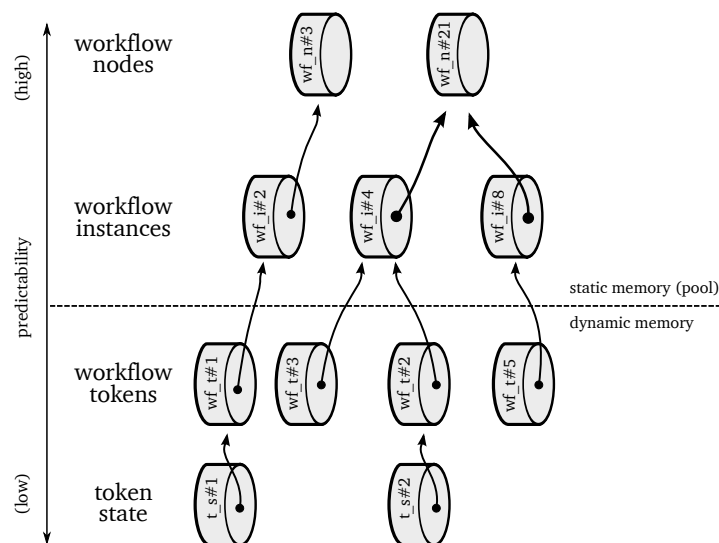 (high)
predictability
(low)
workflow
nodes
wf_n#3
wf_n#21
workflow
instances
wf_i#2
wf_i#4
wf_i#8
static memory (pool)
dynamic memory
workflow
tokens
wf_t#1
wf_t#3
wf_t#2
wf_t#5
token
state
t_s#1
t_s#2